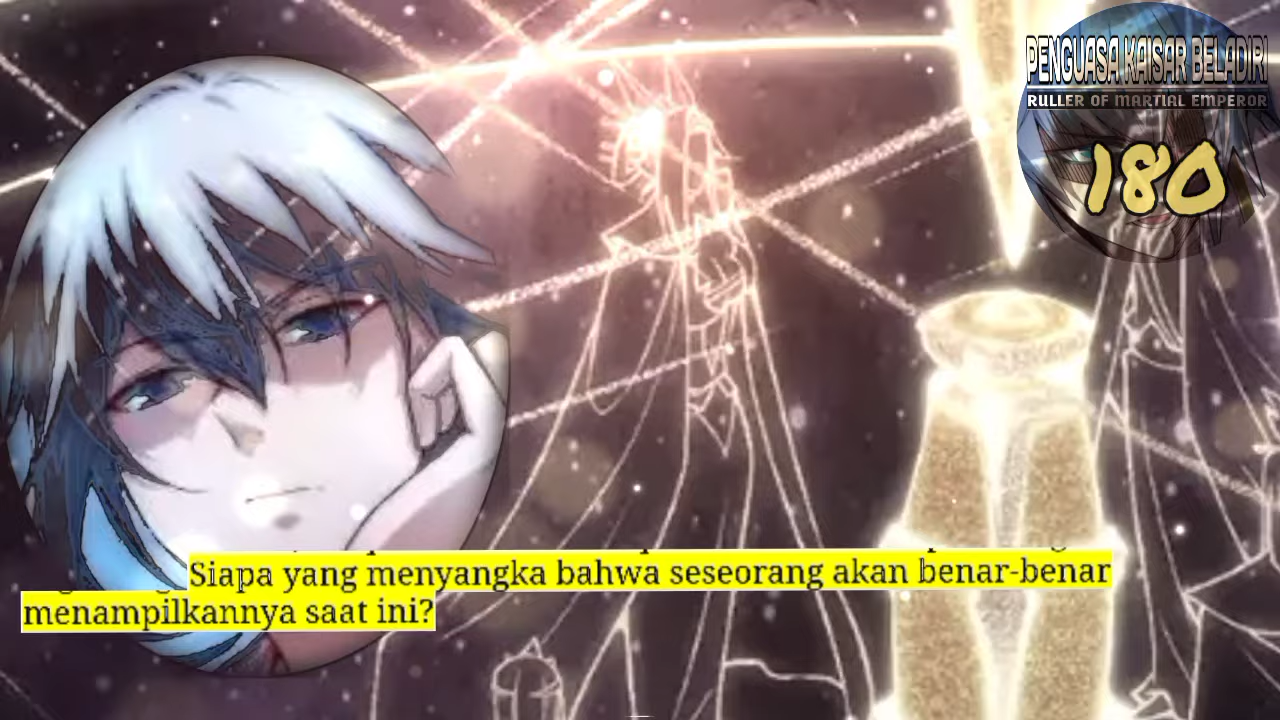 PENGUASA KAISAR BELADIRI
RULLER OF MARTIAL EMPEROR
180
Siapa yang menyangka bahwa seseorang akan benar-benar
menampilkannya saat ini?